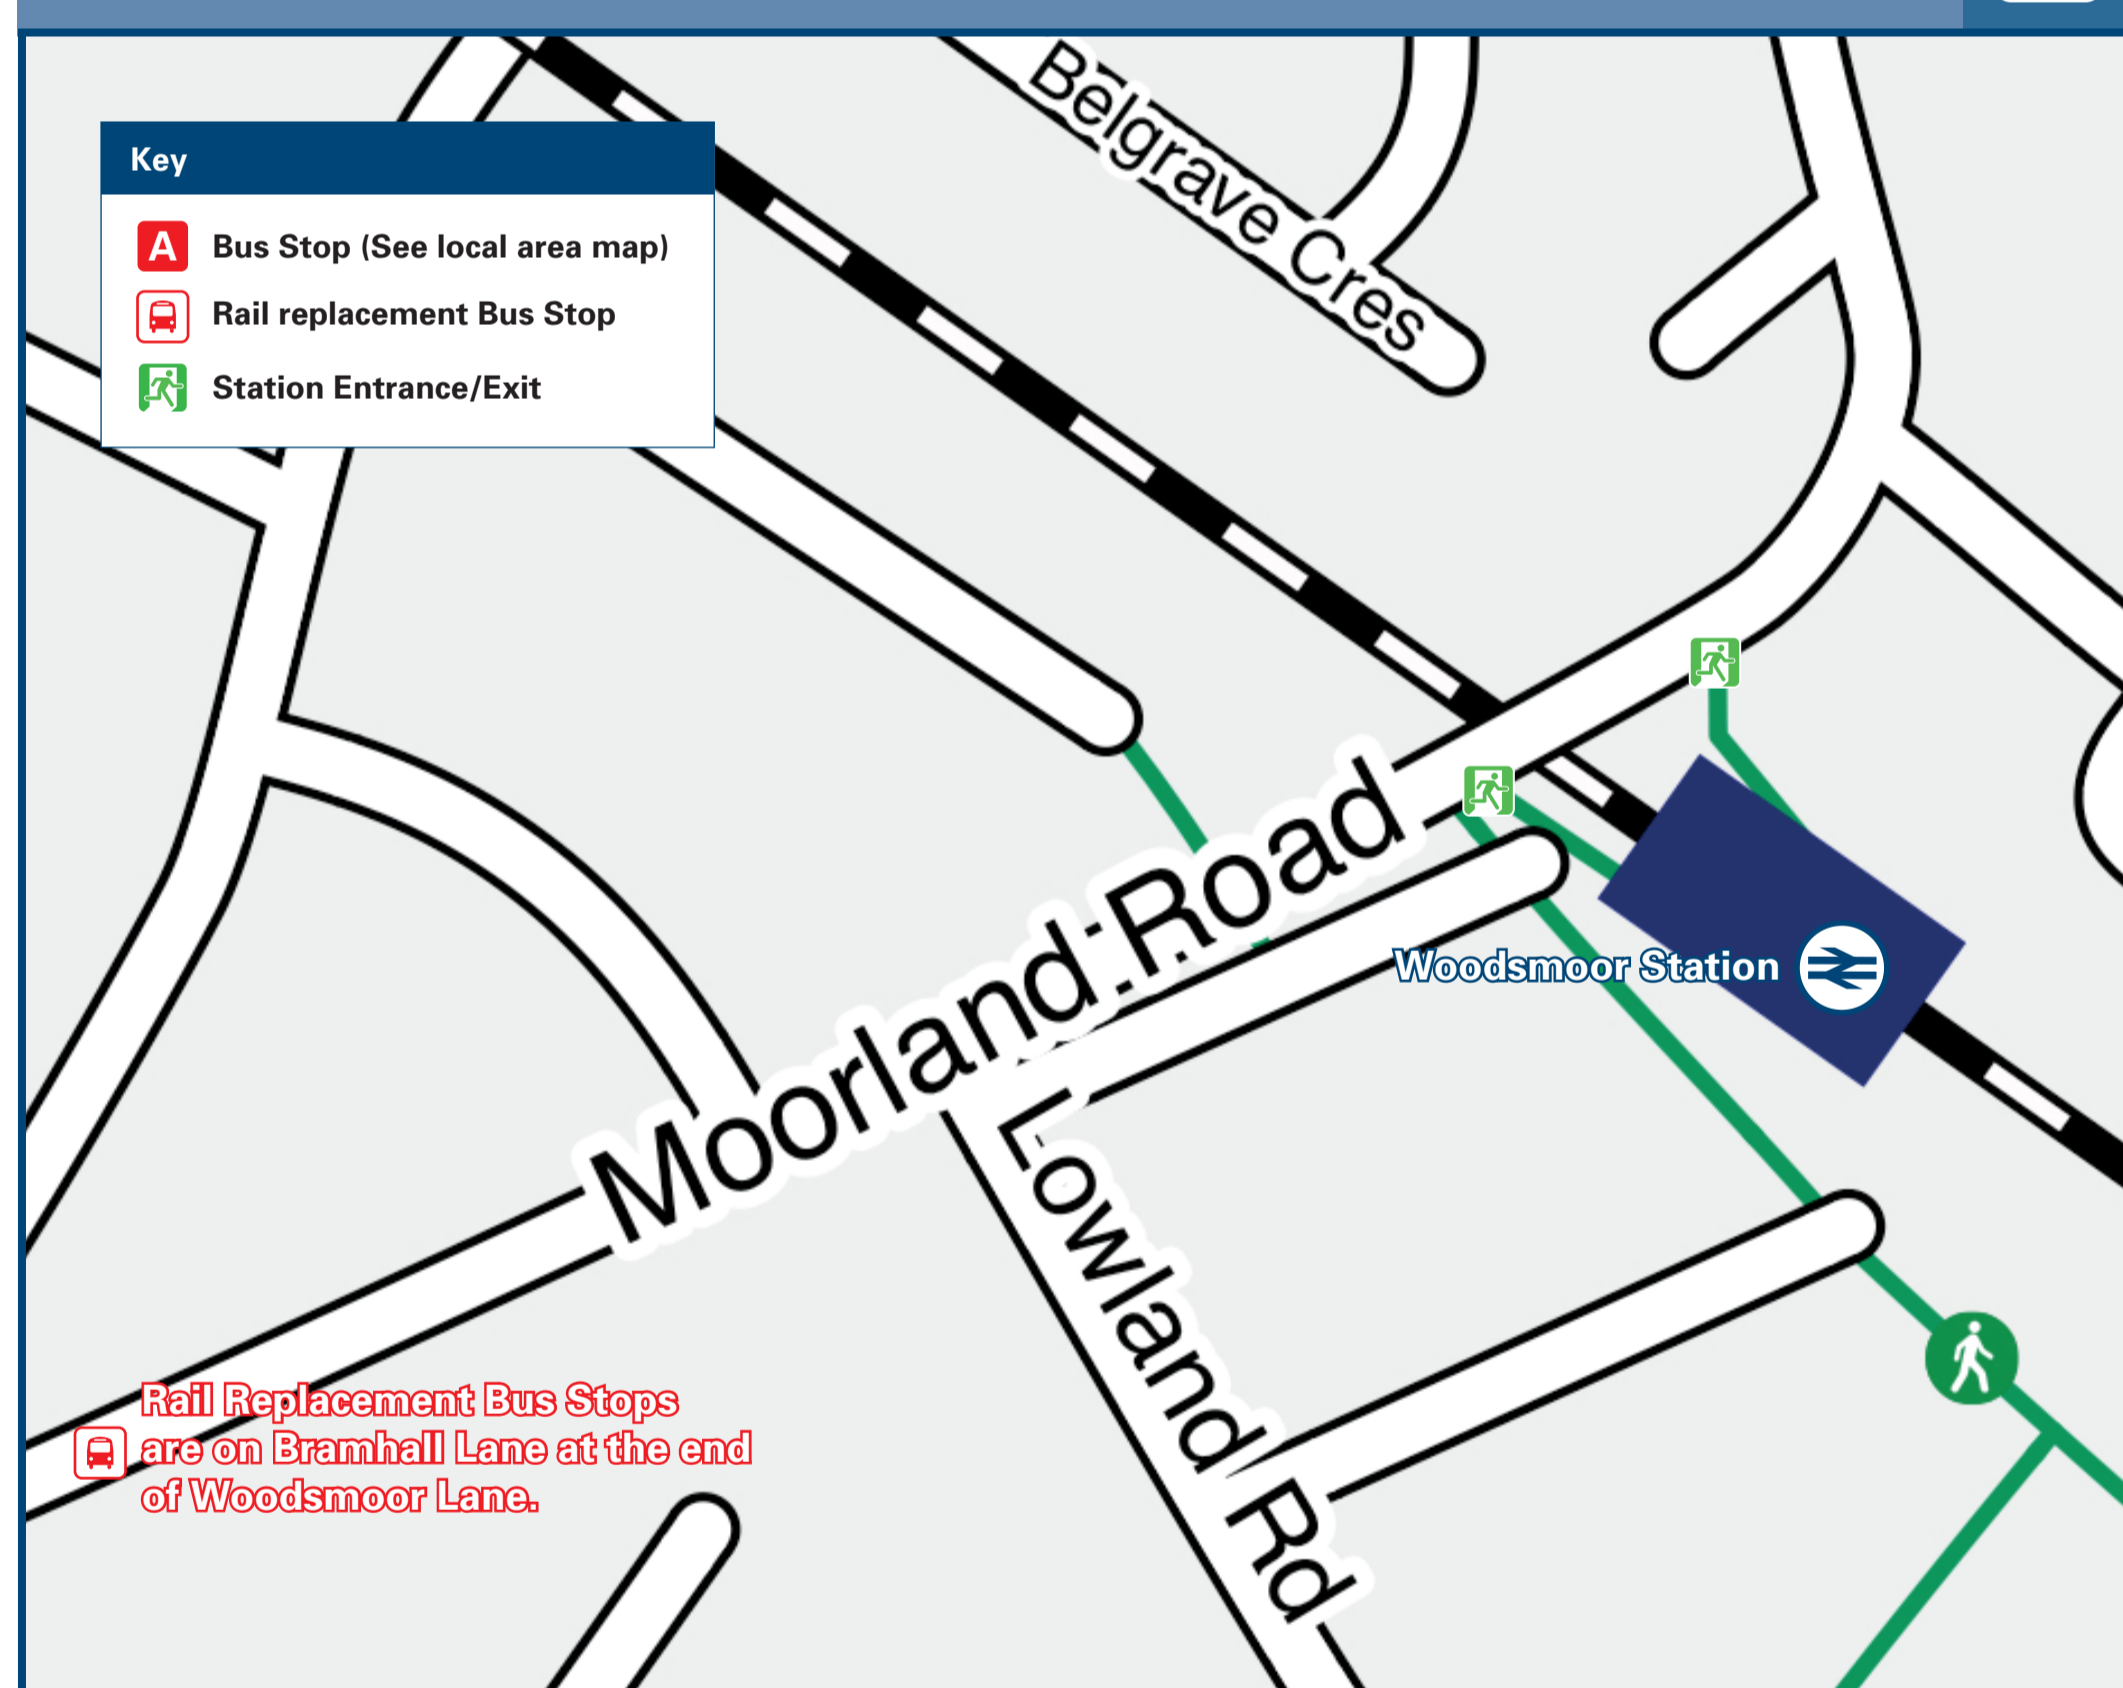 Key
A
Bus Stop (See local area map)
Rail replacement Bus Stop
Station Entrance/Exit
Belgrave Cres
Moorland Road
Woodsmoor Station
Lowland Rd
Rail Replacement Bus Stops
are on Bramhall Lane at the end
of Woodsmoor Lane.